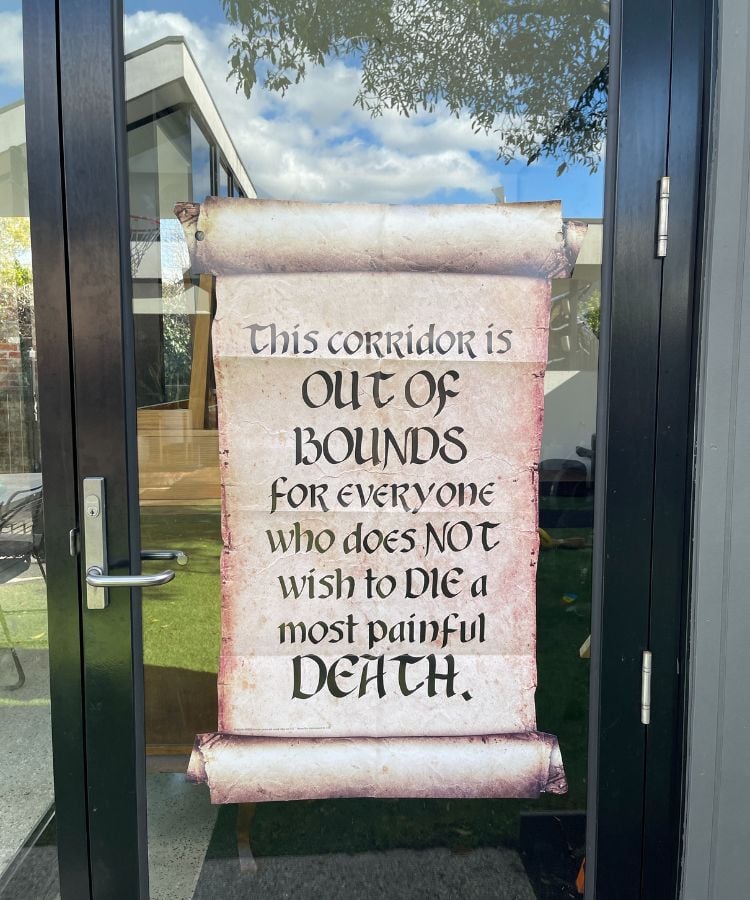 This corridor is
OUT OF
BOUNDS
for everyone
who does NOT
wish to DIE a
most painful
DEATH.